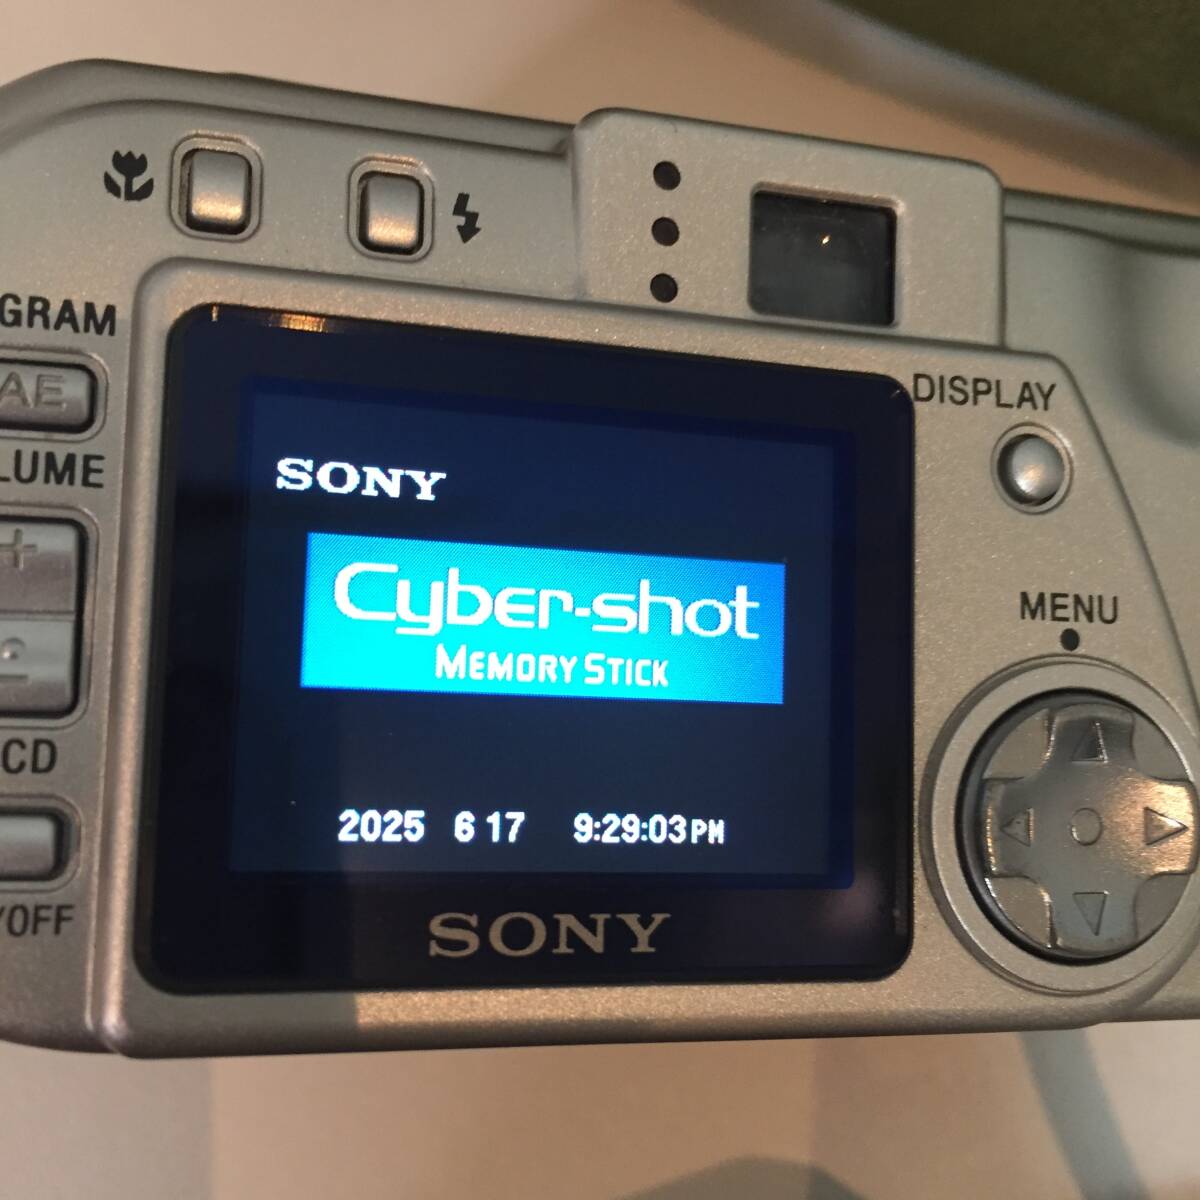 GRAM
AE
LUME
+
-
CD
/OFF
DISPLAY
MENU
SONY
Cyber-shot
MEMORY STICK
2025 6 17 9:29:03PM
SONY